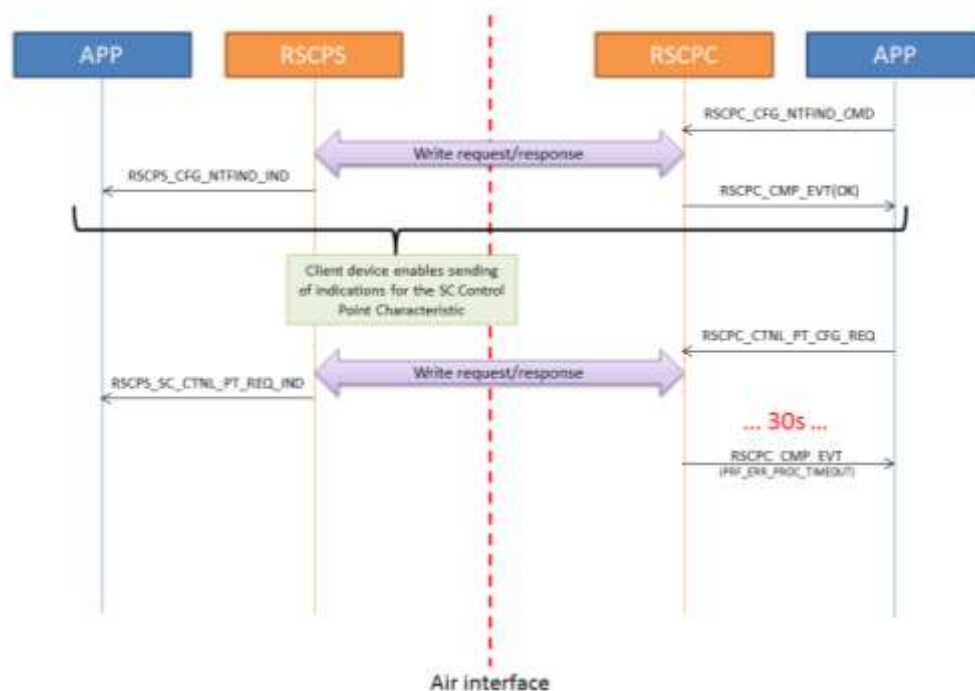 APP
RSCPS
RSCPC
APP
RSCPC_CFG_NTFIND_CMD
Write request/response
RSCPS_CFG_NTFIND_IND
RSCPC_CMP_EVT(OK)
Client device enables sending
of indications for the SC Control
Point Characteristic
RSCPC_CTNL_PT_CFG_REQ
Write request/response
RSCPS_SC_CTNL_PT_REQ_IND
... 30s ...
RSCPC_CMP_EVT
(PRF_ERR_PROC_TIMEOUT)
Air interface